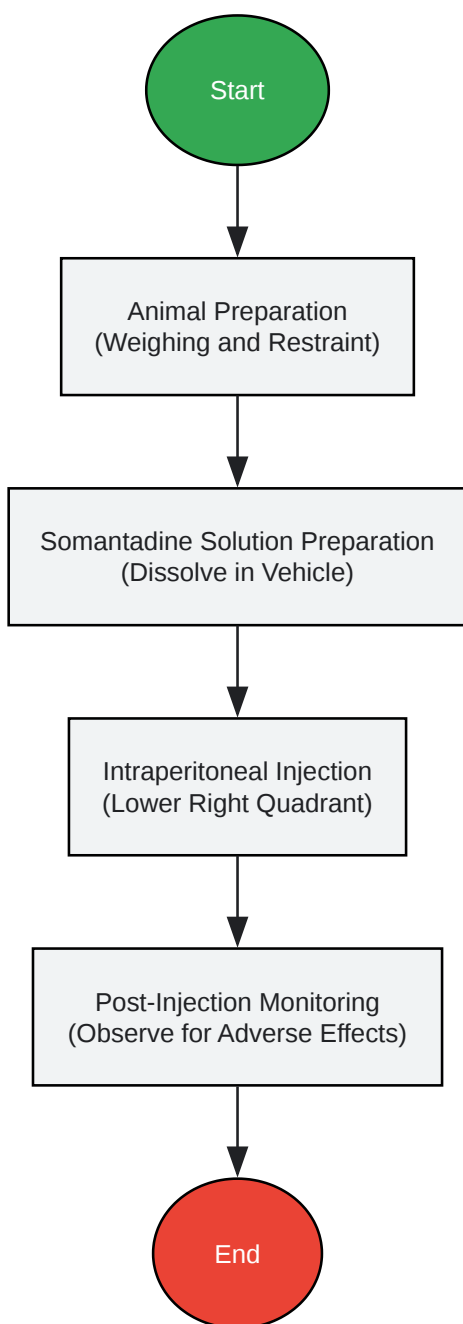 Start
Animal Preparation
(Weighing and Restraint)
Somantadine Solution Preparation
(Dissolve in Vehicle)
Intraperitoneal Injection
(Lower Right Quadrant)
Post-Injection Monitoring
(Observe for Adverse Effects)
End